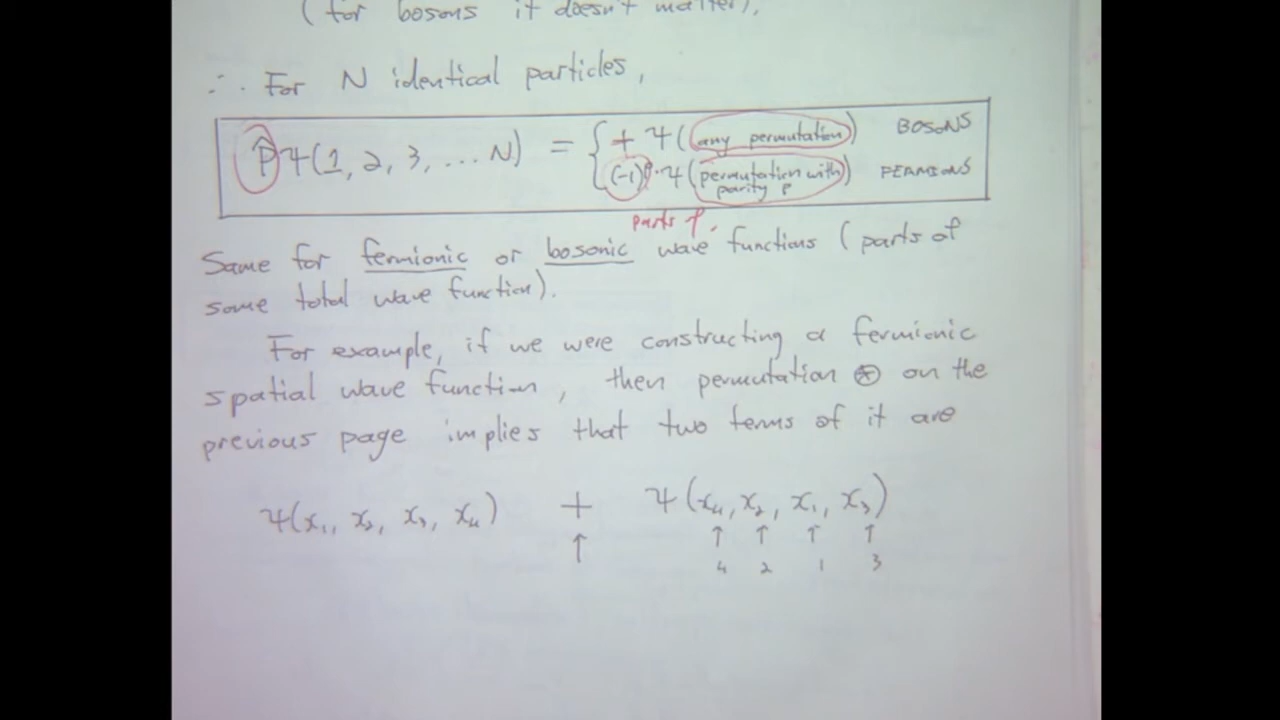 (for bosons it doesn't matter).
∴ For N identical particles,
P̂Ψ(1, 2, 3, ... N) = { + Ψ(any permutation) BOSONS
(-1)ᵖ·Ψ(permutation with parity p) FERMIONS
parts of.
Same for fermionic or bosonic wave functions (parts of
some total wave function).
For example, if we were constructing a fermionic
spatial wave function, then permutation ⊛ on the
previous page implies that two terms of it are
Ψ(x₁, x₂, x₃, x₄) + Ψ(x₄, x₂, x₁, x₃)
↑ ↑ ↑ ↑ ↑
4 2 1 3